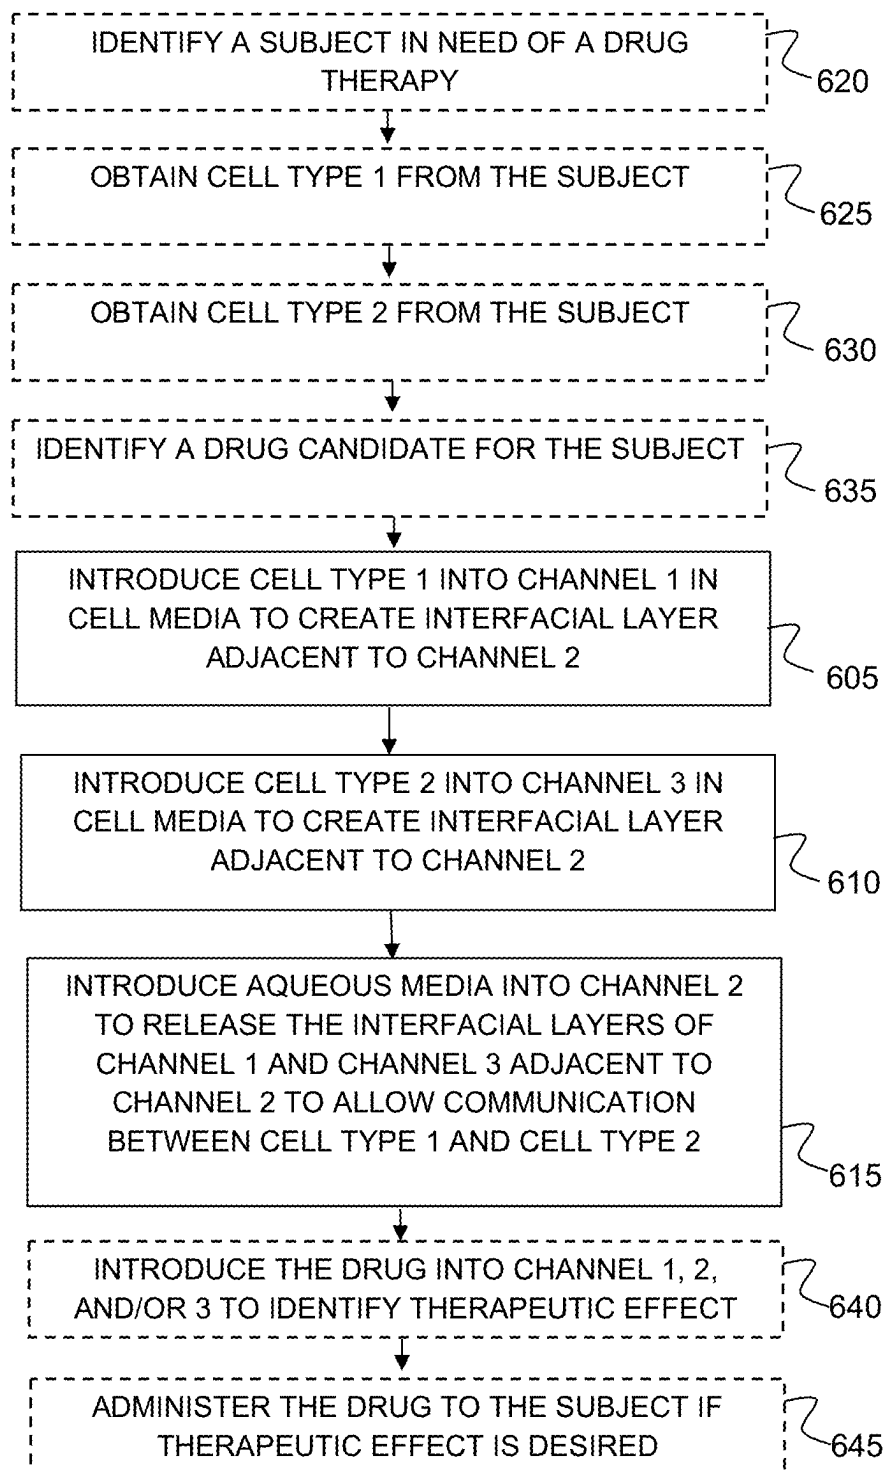 IDENTIFY A SUBJECT IN NEED OF A DRUG
THERAPY
620
OBTAIN CELL TYPE 1 FROM THE SUBJECT
625
OBTAIN CELL TYPE 2 FROM THE SUBJECT
630
IDENTIFY A DRUG CANDIDATE FOR THE SUBJECT
635
INTRODUCE CELL TYPE 1 INTO CHANNEL 1 IN
CELL MEDIA TO CREATE INTERFACIAL LAYER
ADJACENT TO CHANNEL 2
605
INTRODUCE CELL TYPE 2 INTO CHANNEL 3 IN
CELL MEDIA TO CREATE INTERFACIAL LAYER
ADJACENT TO CHANNEL 2
610
INTRODUCE AQUEOUS MEDIA INTO CHANNEL 2
TO RELEASE THE INTERFACIAL LAYERS OF
CHANNEL 1 AND CHANNEL 3 ADJACENT TO
CHANNEL 2 TO ALLOW COMMUNICATION
BETWEEN CELL TYPE 1 AND CELL TYPE 2
615
INTRODUCE THE DRUG INTO CHANNEL 1, 2,
AND/OR 3 TO IDENTIFY THERAPEUTIC EFFECT
640
ADMINISTER THE DRUG TO THE SUBJECT IF
THERAPEUTIC EFFECT IS DESIRED
645